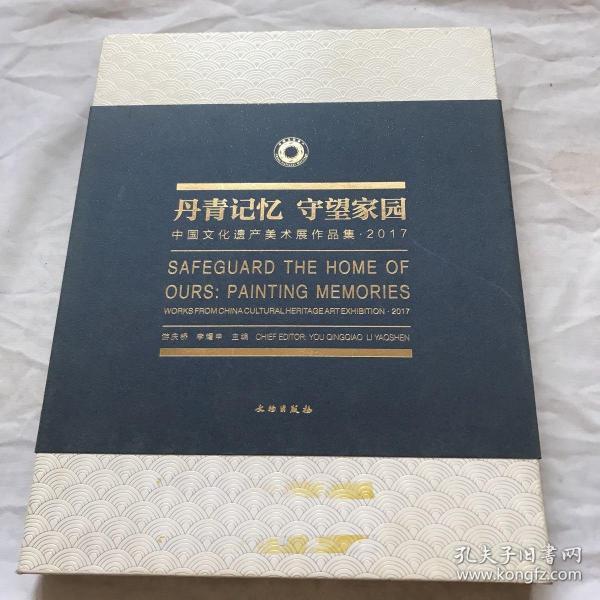 丹青记忆 守望家园
中国文化遗产美术展作品集·2017
SAFEGUARD THE HOME OF
OURS: PAINTING MEMORIES
WORKS FROM CHINA CULTURAL HERITAGE ART EXHIBITION · 2017
游庆桥 李耀申 主编 CHIEF EDITOR: YOU QINGQIAO LI YAOSHEN
文物出版社
孔夫子旧书网
www.kongfz.com